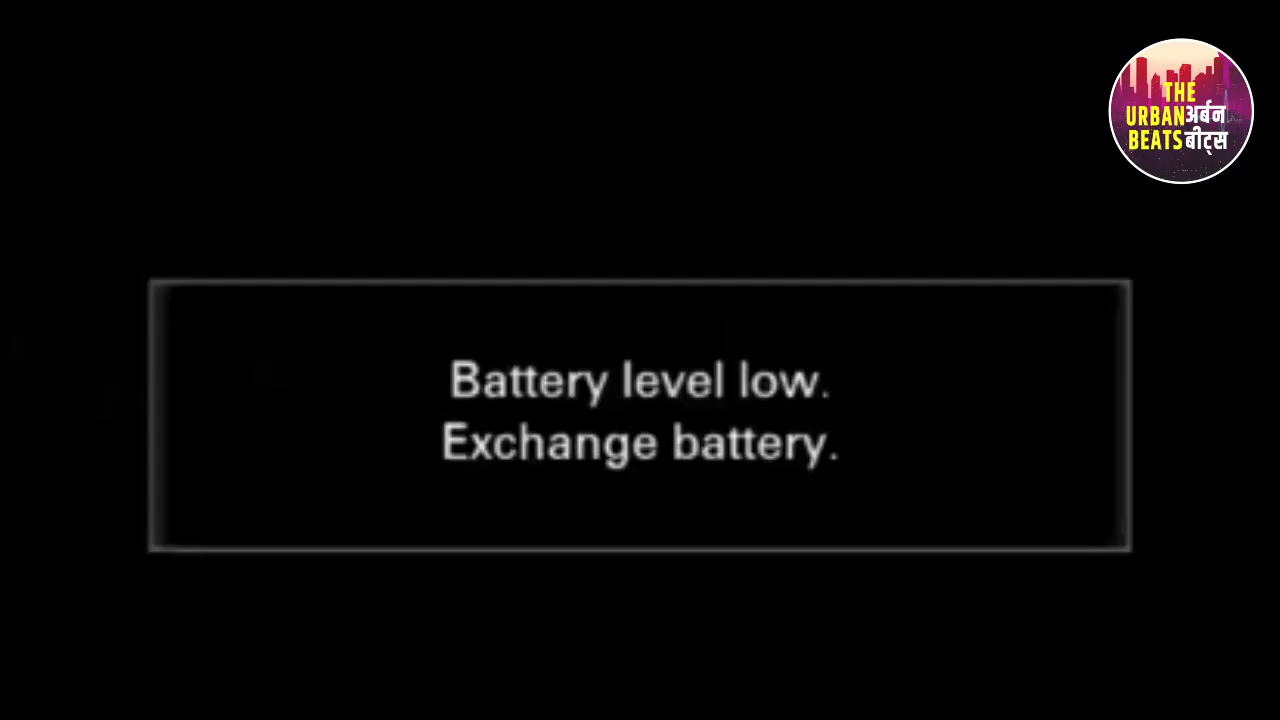 THE
URBAN अर्बन
BEATS बीट्स
Battery level low.
Exchange battery.